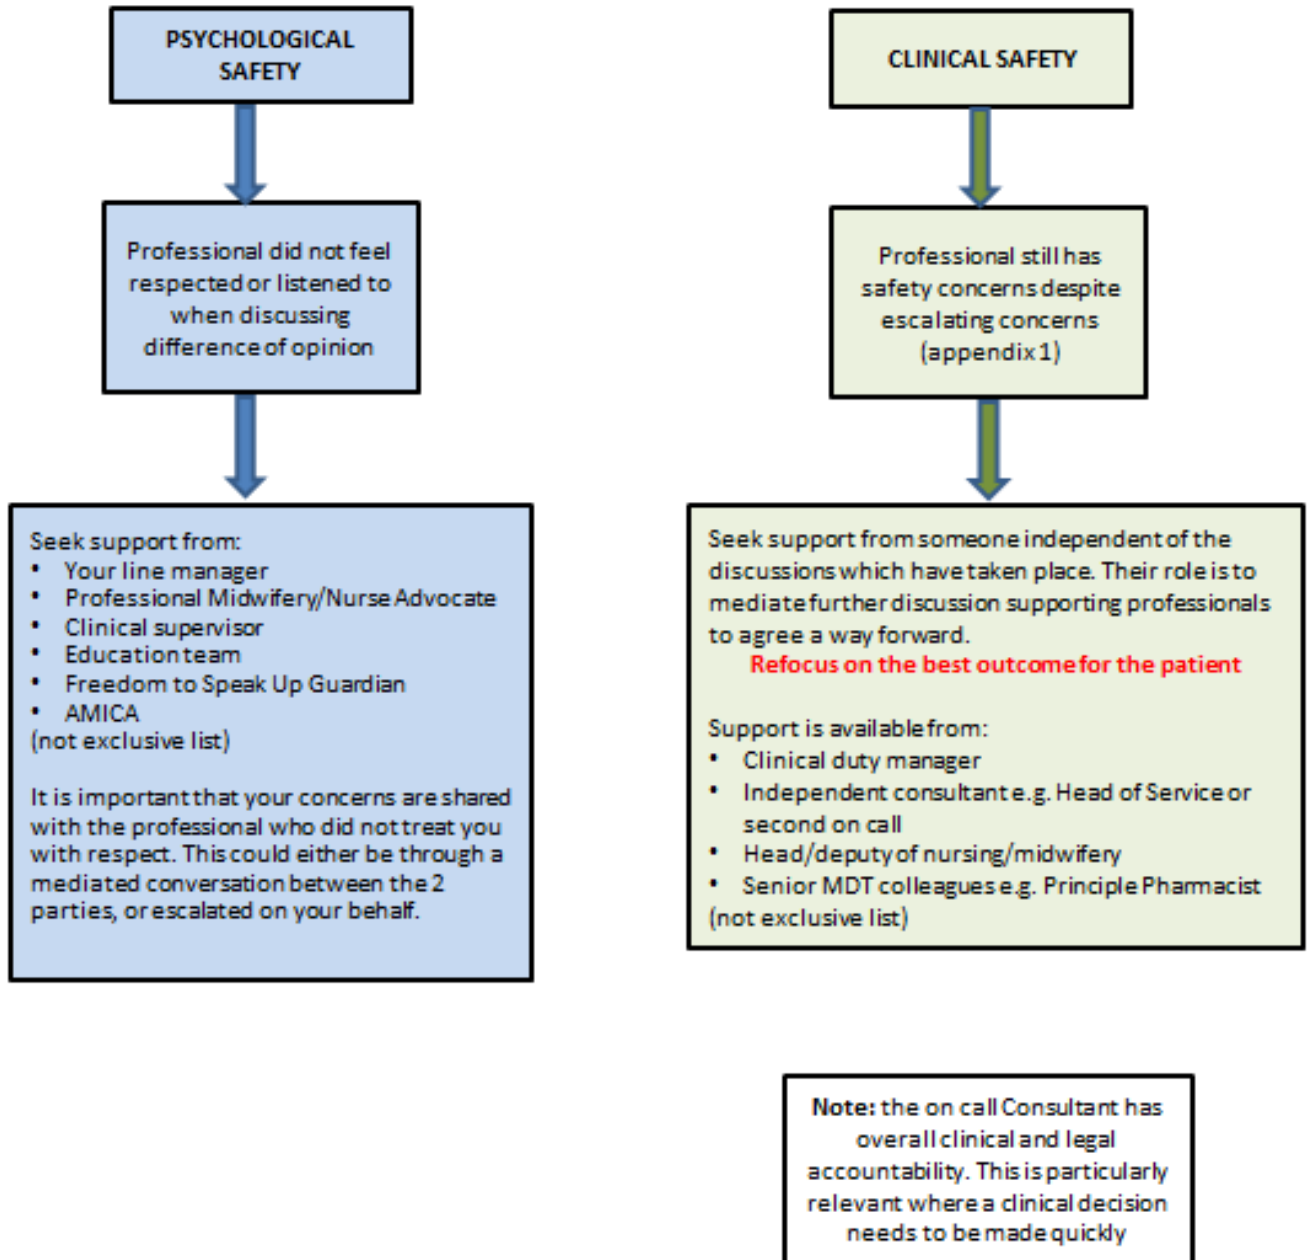 PSYCHOLOGICAL
SAFETY
Professional did not feel
respected or listened to
when discussing
difference of opinion
Seek support from:
• Your line manager
• Professional Midwifery/Nurse Advocate
• Clinical supervisor
• Education team
• Freedom to Speak Up Guardian
• AMICA
(not exclusive list)
It is important that your concerns are shared
with the professional who did not treat you
with respect. This could either be through a
mediated conversation between the 2
parties, or escalated on your behalf.
CLINICAL SAFETY
Professional still has
safety concerns despite
escalating concerns
(appendix 1)
Seek support from someone independent of the
discussions which have taken place. Their role is to
mediate further discussion supporting professionals
to agree a way forward.
Refocus on the best outcome for the patient
Support is available from:
• Clinical duty manager
• Independent consultant e.g. Head of Service or
second on call
• Head/deputy of nursing/midwifery
• Senior MDT colleagues e.g. Principle Pharmacist
(not exclusive list)
Note: the on call Consultant has
overall clinical and legal
accountability. This is particularly
relevant where a clinical decision
needs to be made quickly